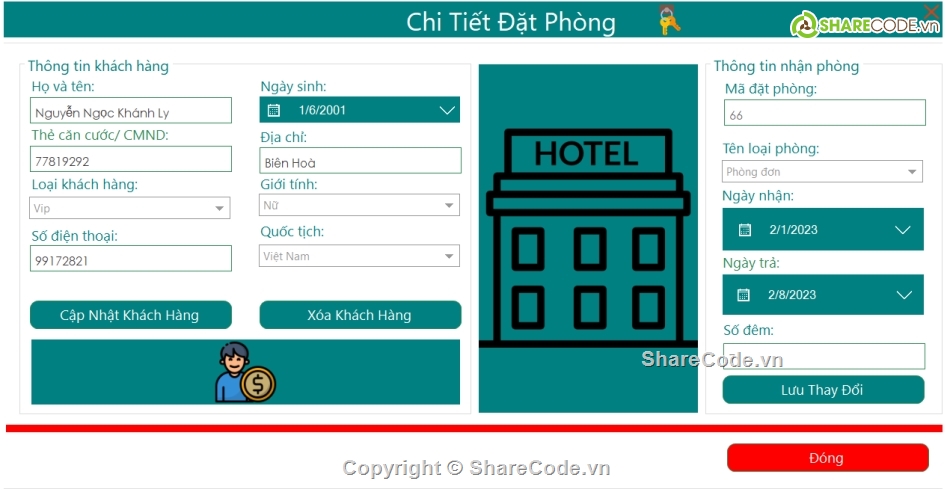 Chi Tiết Đặt Phòng
SHARECODE.vn
Thông tin khách hàng
Họ và tên:
Nguyễn Ngọc Khánh Ly
Thẻ căn cước/ CMND:
77819292
Loại khách hàng:
Vip
Số điện thoại:
99172821
Ngày sinh:
1/6/2001
Địa chỉ:
Biên Hoà
Giới tính:
Nữ
Quốc tịch:
Việt Nam
Cập Nhật Khách Hàng
Xóa Khách Hàng
$
HOTEL
Thông tin nhận phòng
Mã đặt phòng:
66
Tên loại phòng:
Phòng đơn
Ngày nhận:
2/1/2023
Ngày trả:
2/8/2023
Số đêm:
ShareCode.vn
Lưu Thay Đổi
Đóng
Copyright © ShareCode.vn